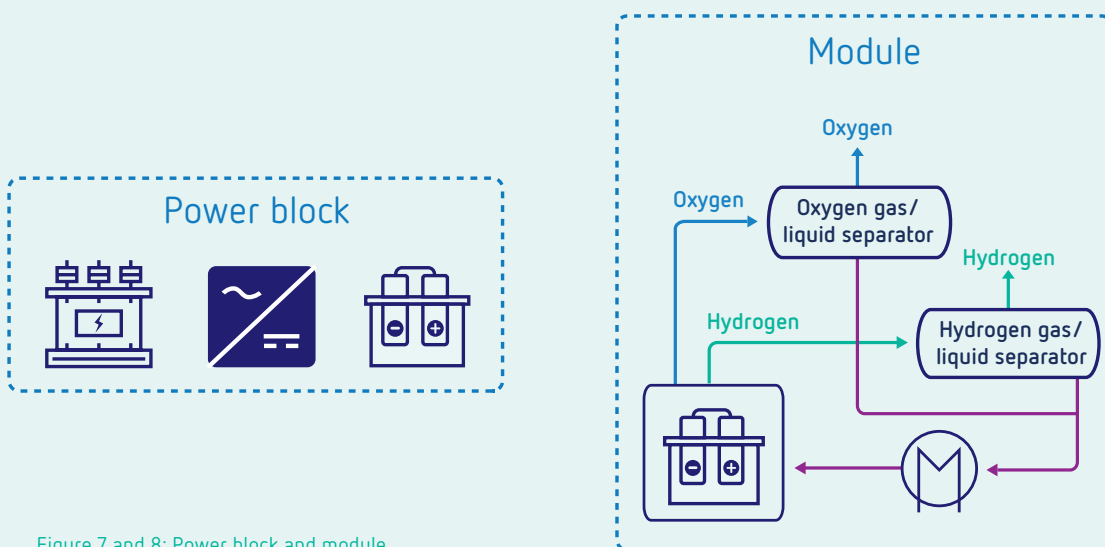 Power block
Module
Oxygen
Oxygen
Oxygen gas/
liquid separator
Hydrogen
Hydrogen
Hydrogen gas/
liquid separator
Figure 7 and 8: Power block and module